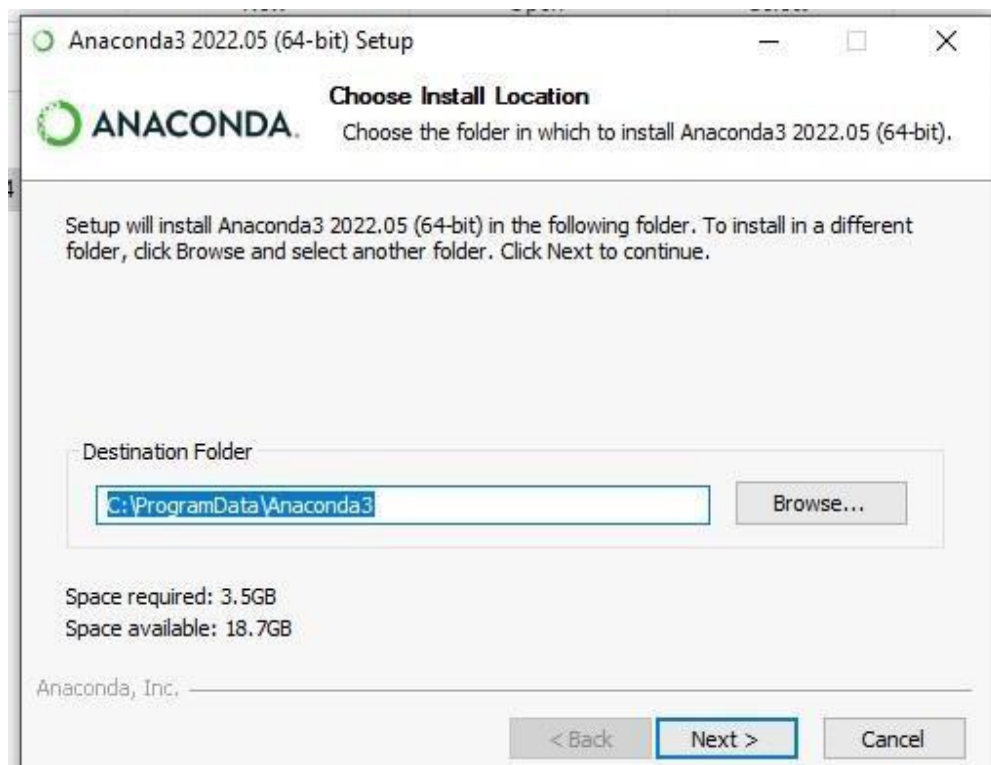 Anaconda3 2022.05 (64-bit) Setup
ANACONDA.
Choose Install Location
Choose the folder in which to install Anaconda3 2022.05 (64-bit).
Setup will install Anaconda3 2022.05 (64-bit) in the following folder. To install in a different
folder, click Browse and select another folder. Click Next to continue.
Destination Folder
C:\ProgramData\Anaconda3
Browse...
Space required: 3.5GB
Space available: 18.7GB
Anaconda, Inc.
< Back
Next >
Cancel